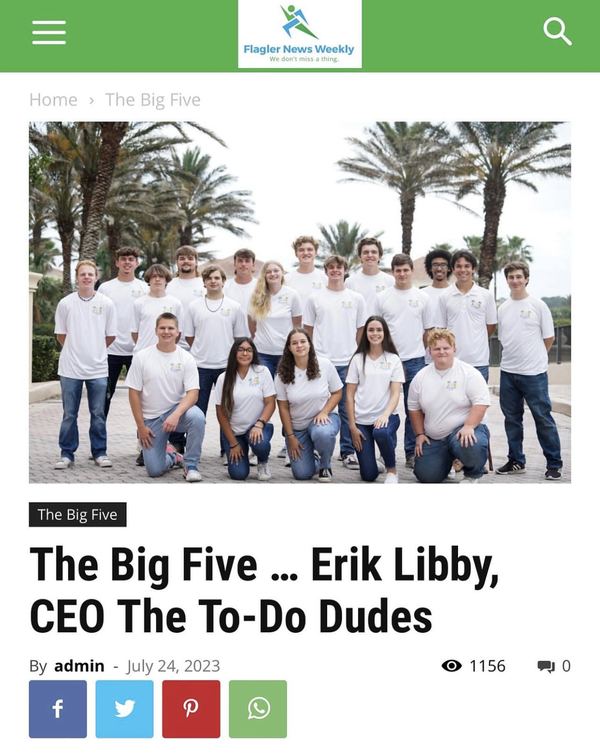 Flagler News Weekly
We don't miss a thing.
Home › The Big Five
The Big Five
The Big Five ... Erik Libby,
CEO The To-Do Dudes
By admin - July 24, 2023 1156 0